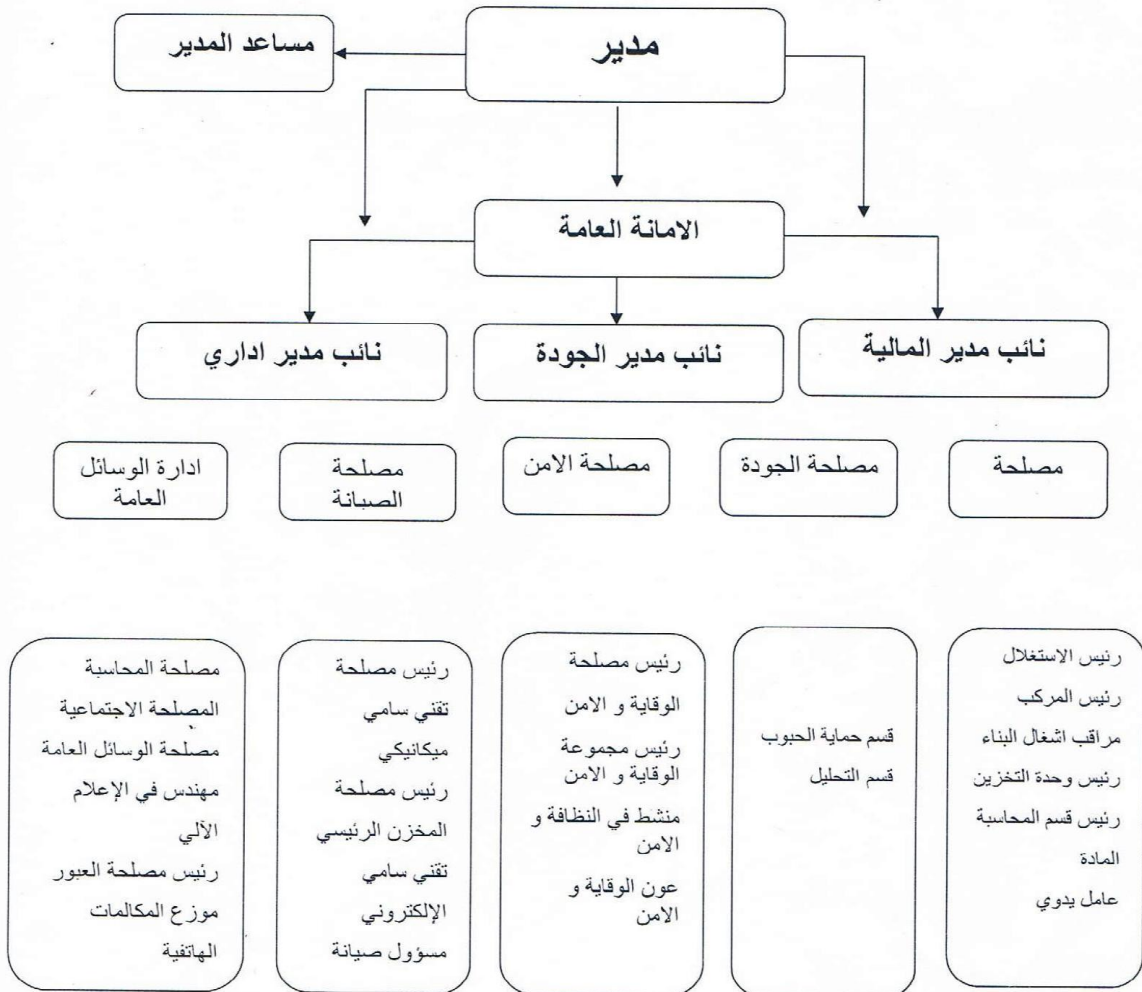 مدير
مساعد المدير
الامانة العامة
نائب مدير المالية
نائب مدير الجودة
نائب مدير اداري
مصلحة
مصلحة الجودة
مصلحة الامن
مصلحة
الصبانة
ادارة الوسائل
العامة
رئيس الاستغلال
رئيس المركب
مراقب اشغال البناء
رئيس وحدة التخزين
رئيس قسم المحاسبة
المادة
عامل يدوي
قسم حماية الحبوب
قسم التحليل
رئيس مصلحة
الوقاية و الامن
رئيس مجموعة
الوقاية و الامن
منشط في النظافة و
الامن
عون الوقاية و
الامن
رئيس مصلحة
تقني سامي
ميكانيكي
رئيس مصلحة
المخزن الرئيسي
تقني سامي
الإلكتروني
مسؤول صيانة
مصلحة المحاسبة
المصلحة الاجتماعية
مصلحة الوسائل العامة
مهندس في الإعلام
الآلي
رئيس مصلحة العبور
موزع المكالمات
الهاتفية